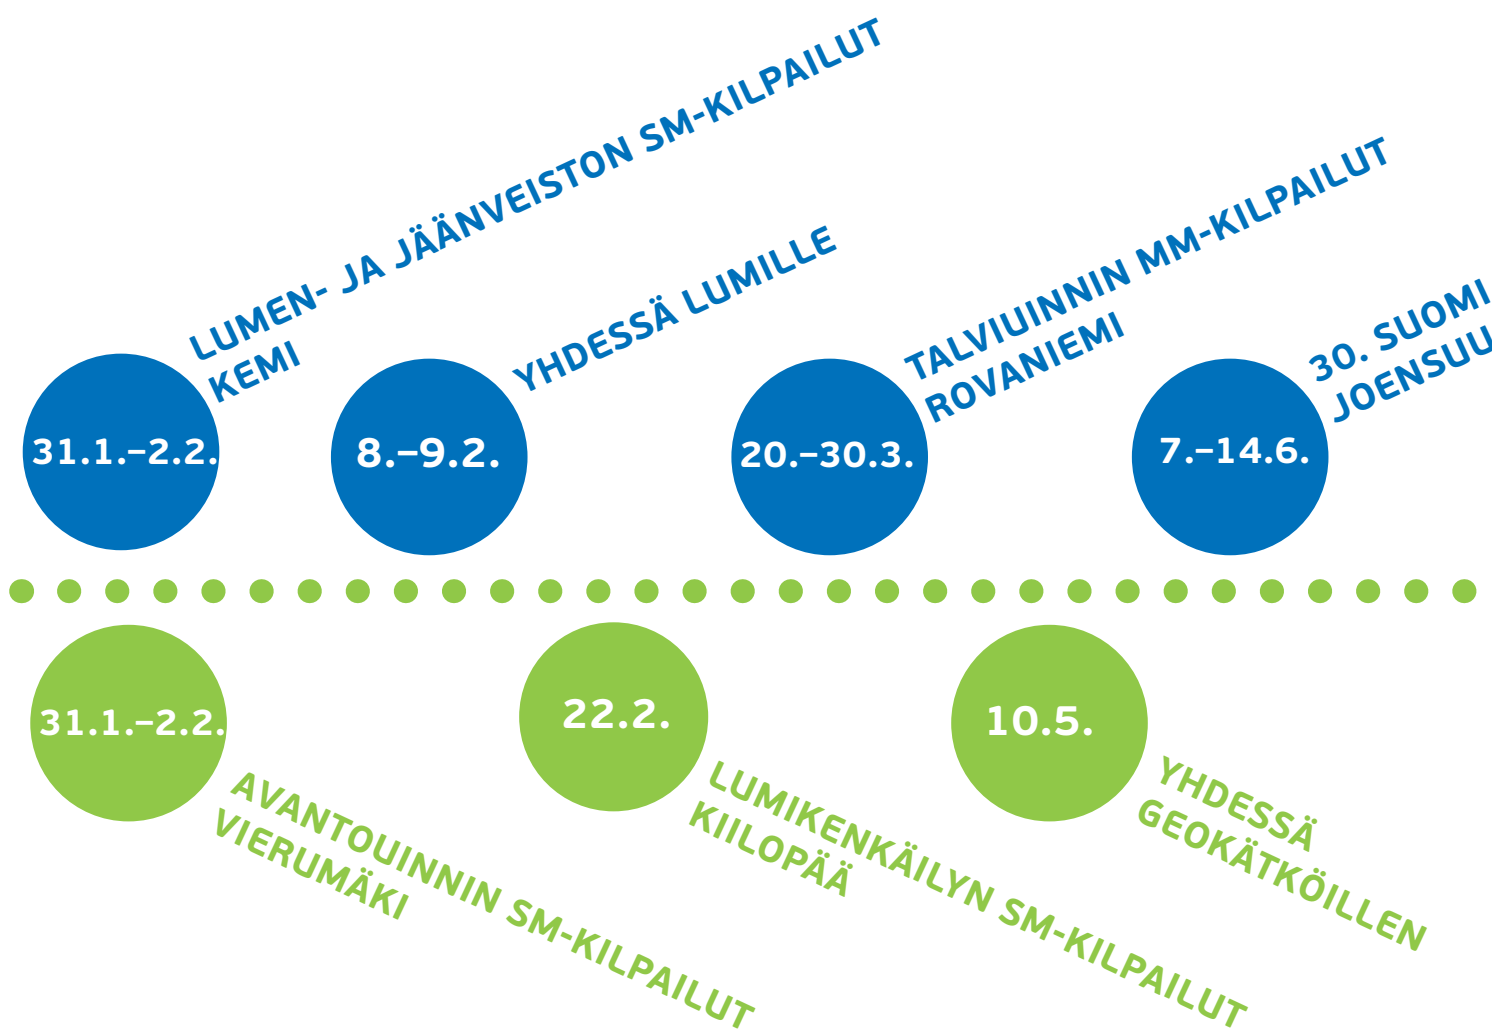 LUMEN- JA JÄÄNVEISTON SM-KILPAILUT
KEMI
31.1.–2.2.
YHDESSÄ LUMILLE
8.–9.2.
TALVIUINNIN MM-KILPAILUT
ROVANIEMI
20.–30.3.
30. SUOMI
JOENSUU
7.–14.6.
31.1.–2.2.
AVANTOUINNIN SM-KILPAILUT
VIERUMÄKI
22.2.
LUMIKENKÄILYN SM-KILPAILUT
KIILOPÄÄ
10.5.
YHDESSÄ
GEOKÄTKÖILLEN